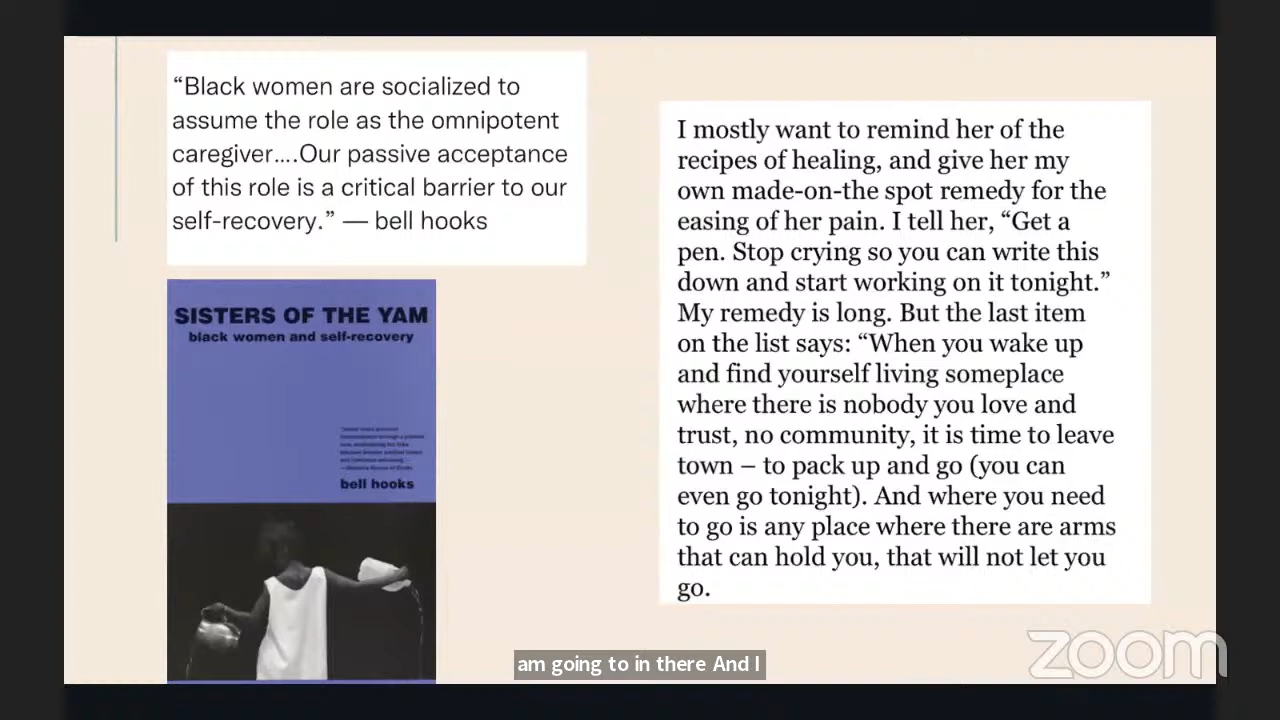 “Black women are socialized to
assume the role as the omnipotent
caregiver....Our passive acceptance
of this role is a critical barrier to our
self-recovery.” — bell hooks
SISTERS OF THE YAM
black women and self-recovery
bell hooks
I mostly want to remind her of the
recipes of healing, and give her my
own made-on-the spot remedy for the
easing of her pain. I tell her, “Get a
pen. Stop crying so you can write this
down and start working on it tonight.”
My remedy is long. But the last item
on the list says: “When you wake up
and find yourself living someplace
where there is nobody you love and
trust, no community, it is time to leave
town – to pack up and go (you can
even go tonight). And where you need
to go is any place where there are arms
that can hold you, that will not let you
go.
am going to in there And I
zoom